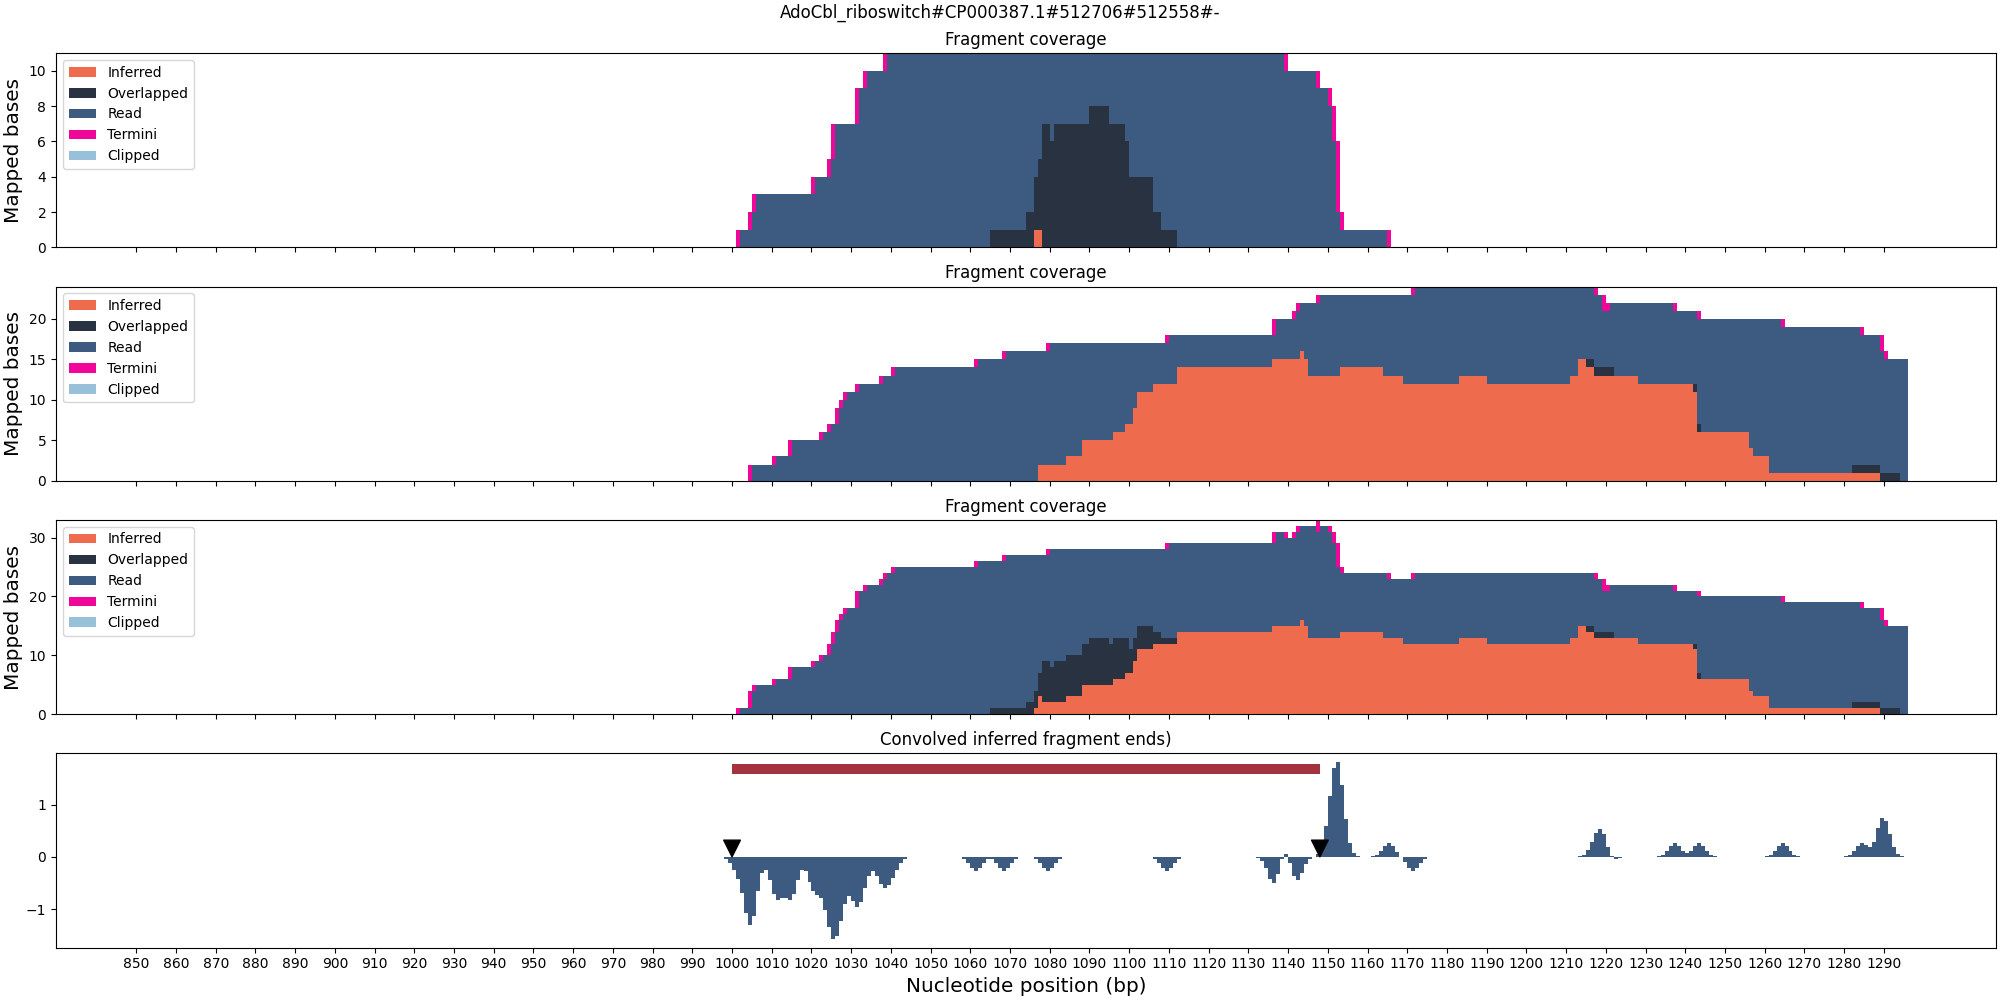 AdoCbl_riboswitch#CP000387.1#512706#512558#-
Fragment coverage
Mapped bases
10
8
6
4
2
0
Inferred
Overlapped
Read
Termini
Clipped
Fragment coverage
Mapped bases
20
15
10
5
0
Inferred
Overlapped
Read
Termini
Clipped
Fragment coverage
Mapped bases
30
20
10
0
Inferred
Overlapped
Read
Termini
Clipped
Convolved inferred fragment ends)
1
0
−1
850 860 870 880 890 900 910 920 930 940 950 960 970 980 990 1000 1010 1020 1030 1040 1050 1060 1070 1080 1090 1100 1110 1120 1130 1140 1150 1160 1170 1180 1190 1200 1210 1220 1230 1240 1250 1260 1270 1280 1290
Nucleotide position (bp)